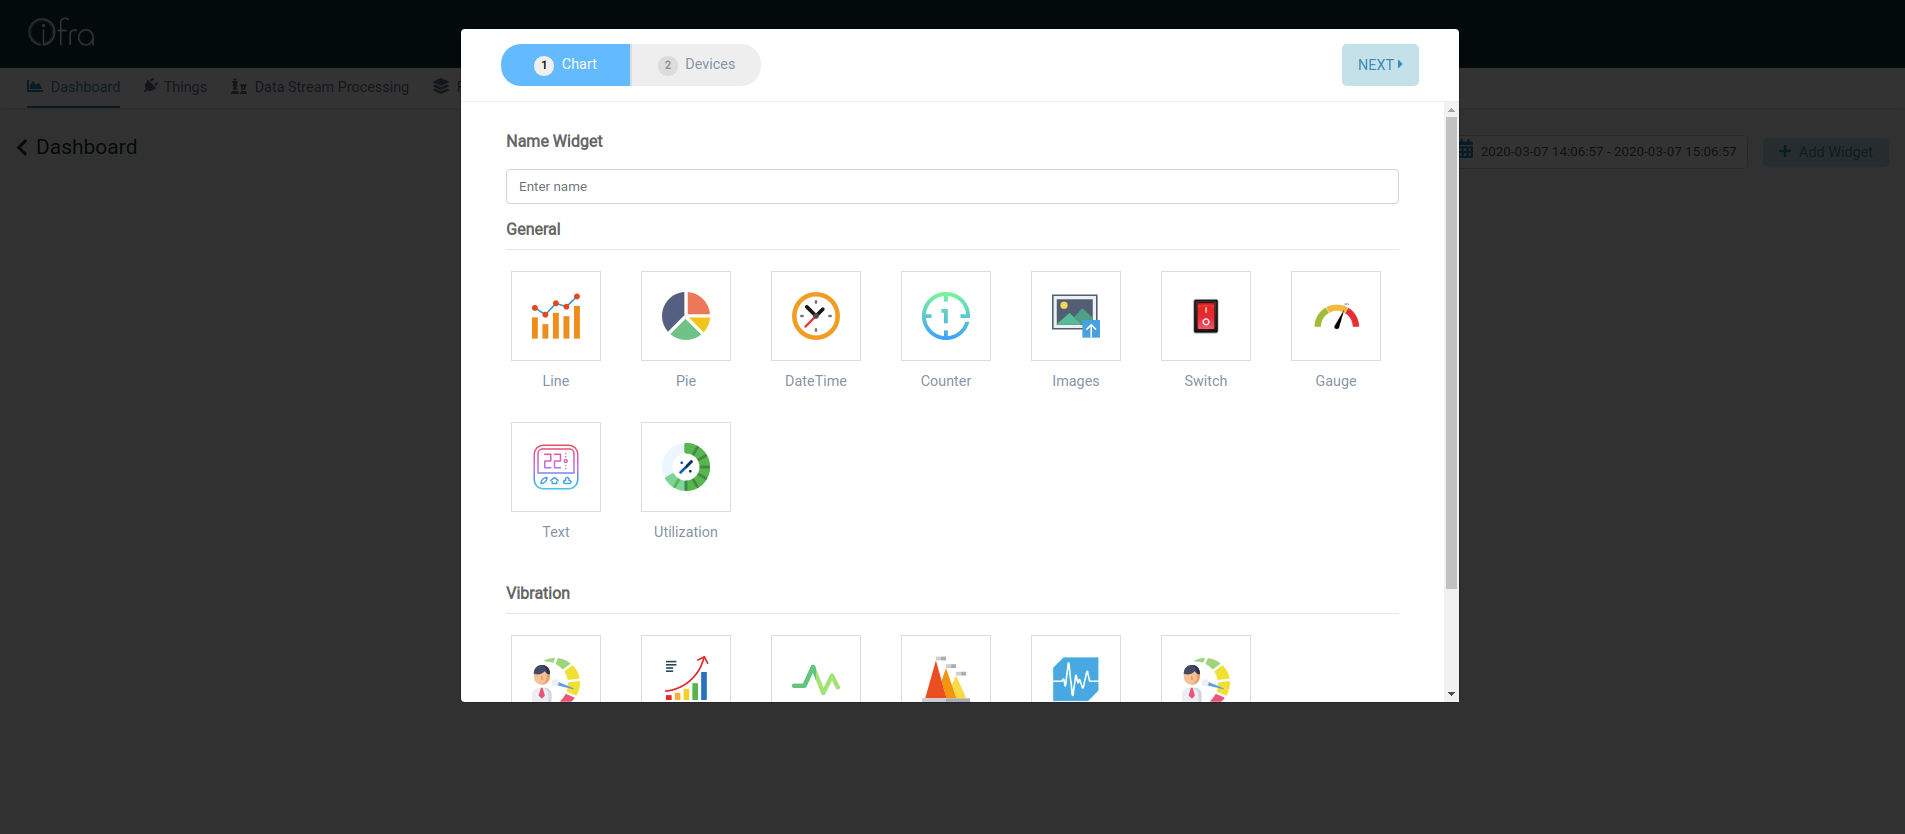 ifra
Dashboard
Things
Data Stream Processing
Dashboard
2020-03-07 14:06:57 - 2020-03-07 15:06:57
+ Add Widget
1 Chart
2 Devices
NEXT
Name Widget
Enter name
General
1
Line
Pie
DateTime
Counter
Images
Switch
Gauge
22
Text
Utilization
Vibration